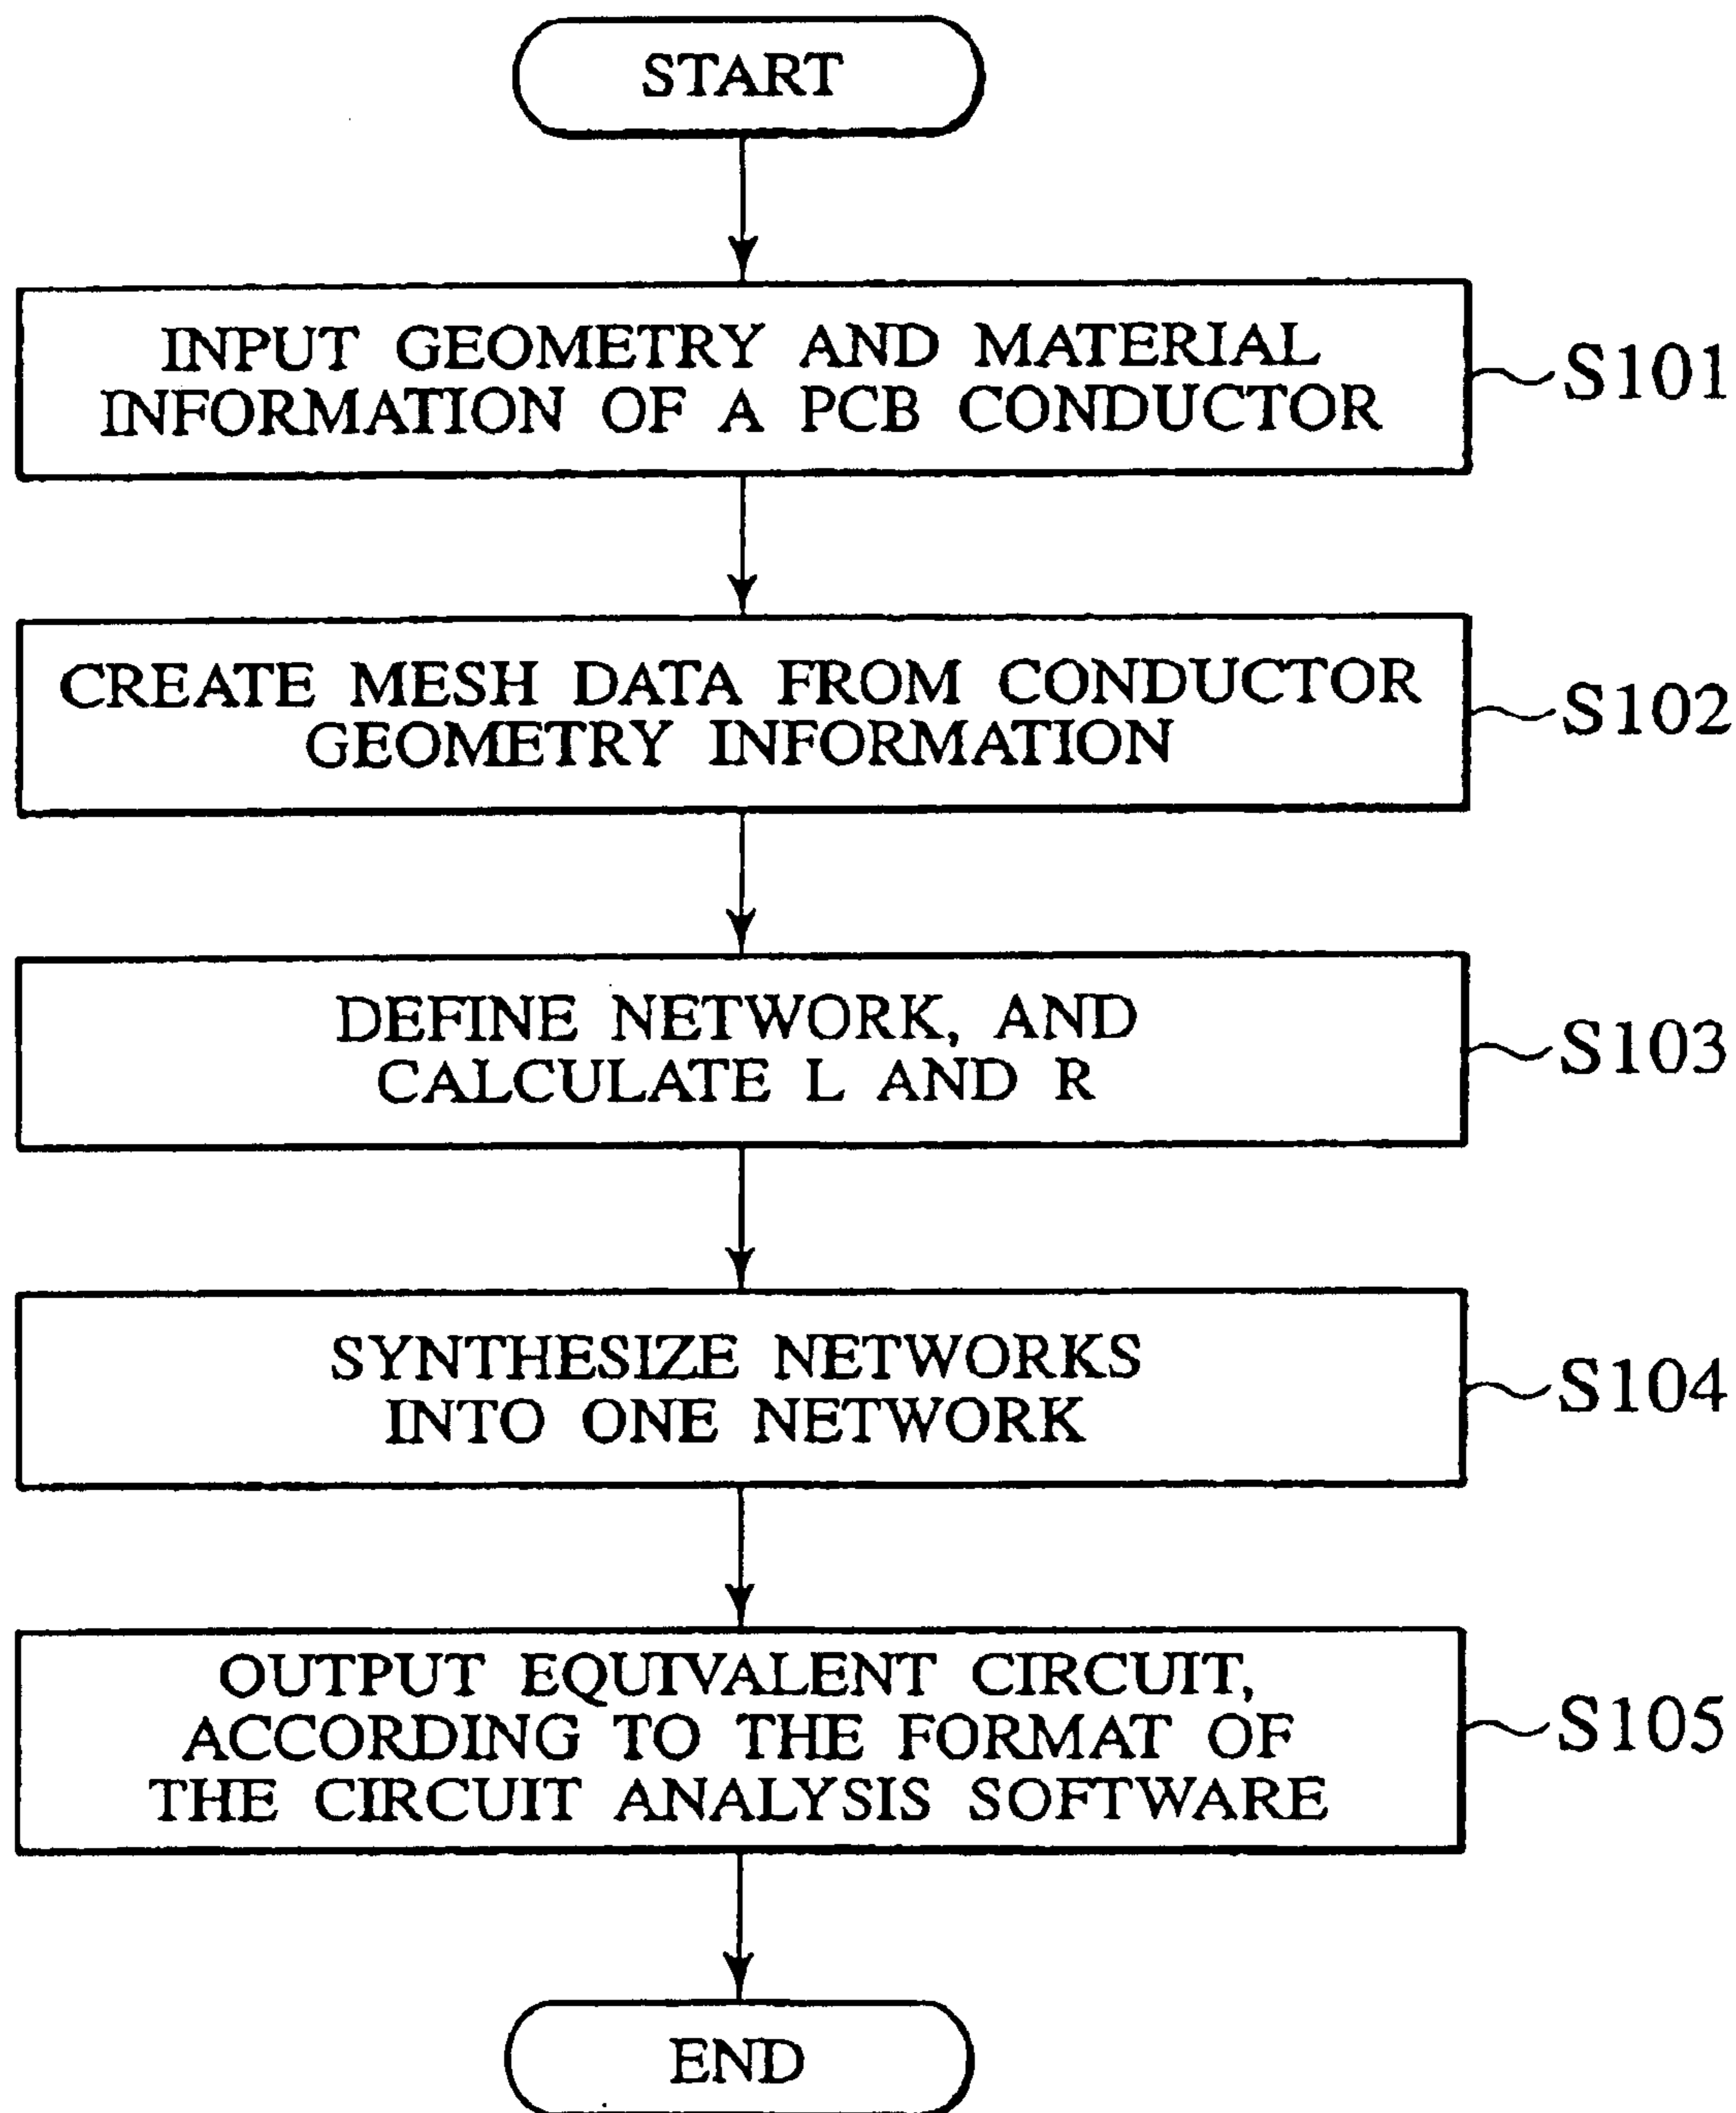 START
INPUT GEOMETRY AND MATERIAL
INFORMATION OF A PCB CONDUCTOR
S101
CREATE MESH DATA FROM CONDUCTOR
GEOMETRY INFORMATION
S102
DEFINE NETWORK, AND
CALCULATE L AND R
S103
SYNTHESIZE NETWORKS
INTO ONE NETWORK
S104
OUTPUT EQUIVALENT CIRCUIT,
ACCORDING TO THE FORMAT OF
THE CIRCUIT ANALYSIS SOFTWARE
S105
END